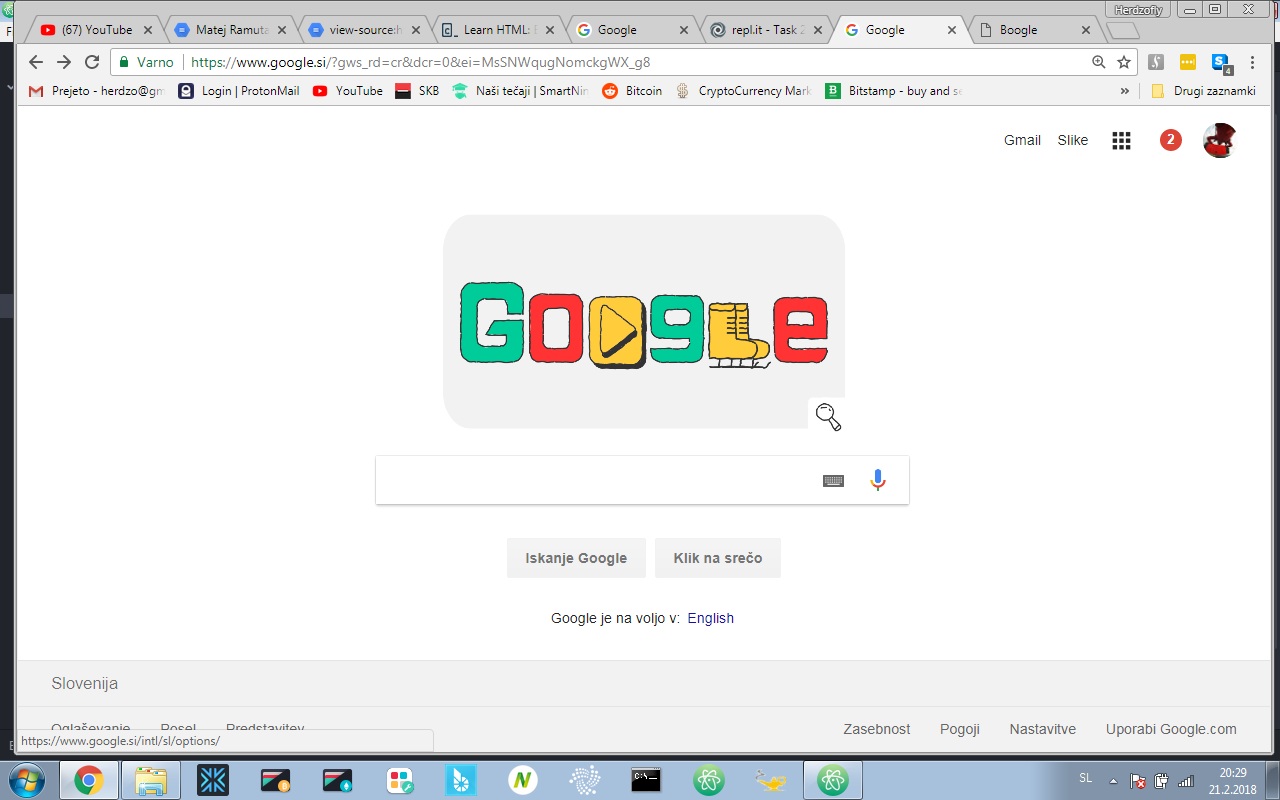 Herdzofly
(67) YouTube
Matej Ramuta
view-source:h
Learn HTML: E
Google
repl.it - Task 2
Google
Boogle
Varno
https://www.google.si/?gws_rd=cr&dcr=0&ei=MsSNWqugNomckgWX_g8
4
Prejeto - herdzo@gm
Login | ProtonMail
YouTube
SKB
Naši tečaji | SmartNin
Bitcoin
CryptoCurrency Mark
Bitstamp - buy and se
»
Drugi zaznamki
Gmail
Slike
2
Google
Iskanje Google
Klik na srečo
Google je na voljo v: English
Slovenija
Oglaševanje
Posel
Predstavitev
Zasebnost
Pogoji
Nastavitve
Uporabi Google.com
https://www.google.si/intl/sl/options/
C:\_
SL
20:29
21.2.2018